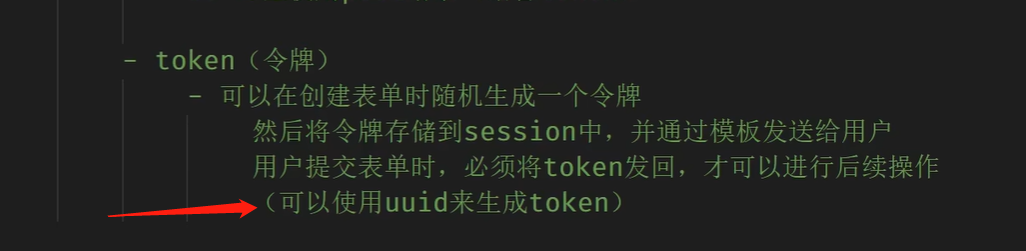 - token（令牌）
- 可以在创建表单时随机生成一个令牌
然后将令牌存储到session中，并通过模板发送给用户
用户提交表单时，必须将token发回，才可以进行后续操作
（可以使用uuid来生成token）